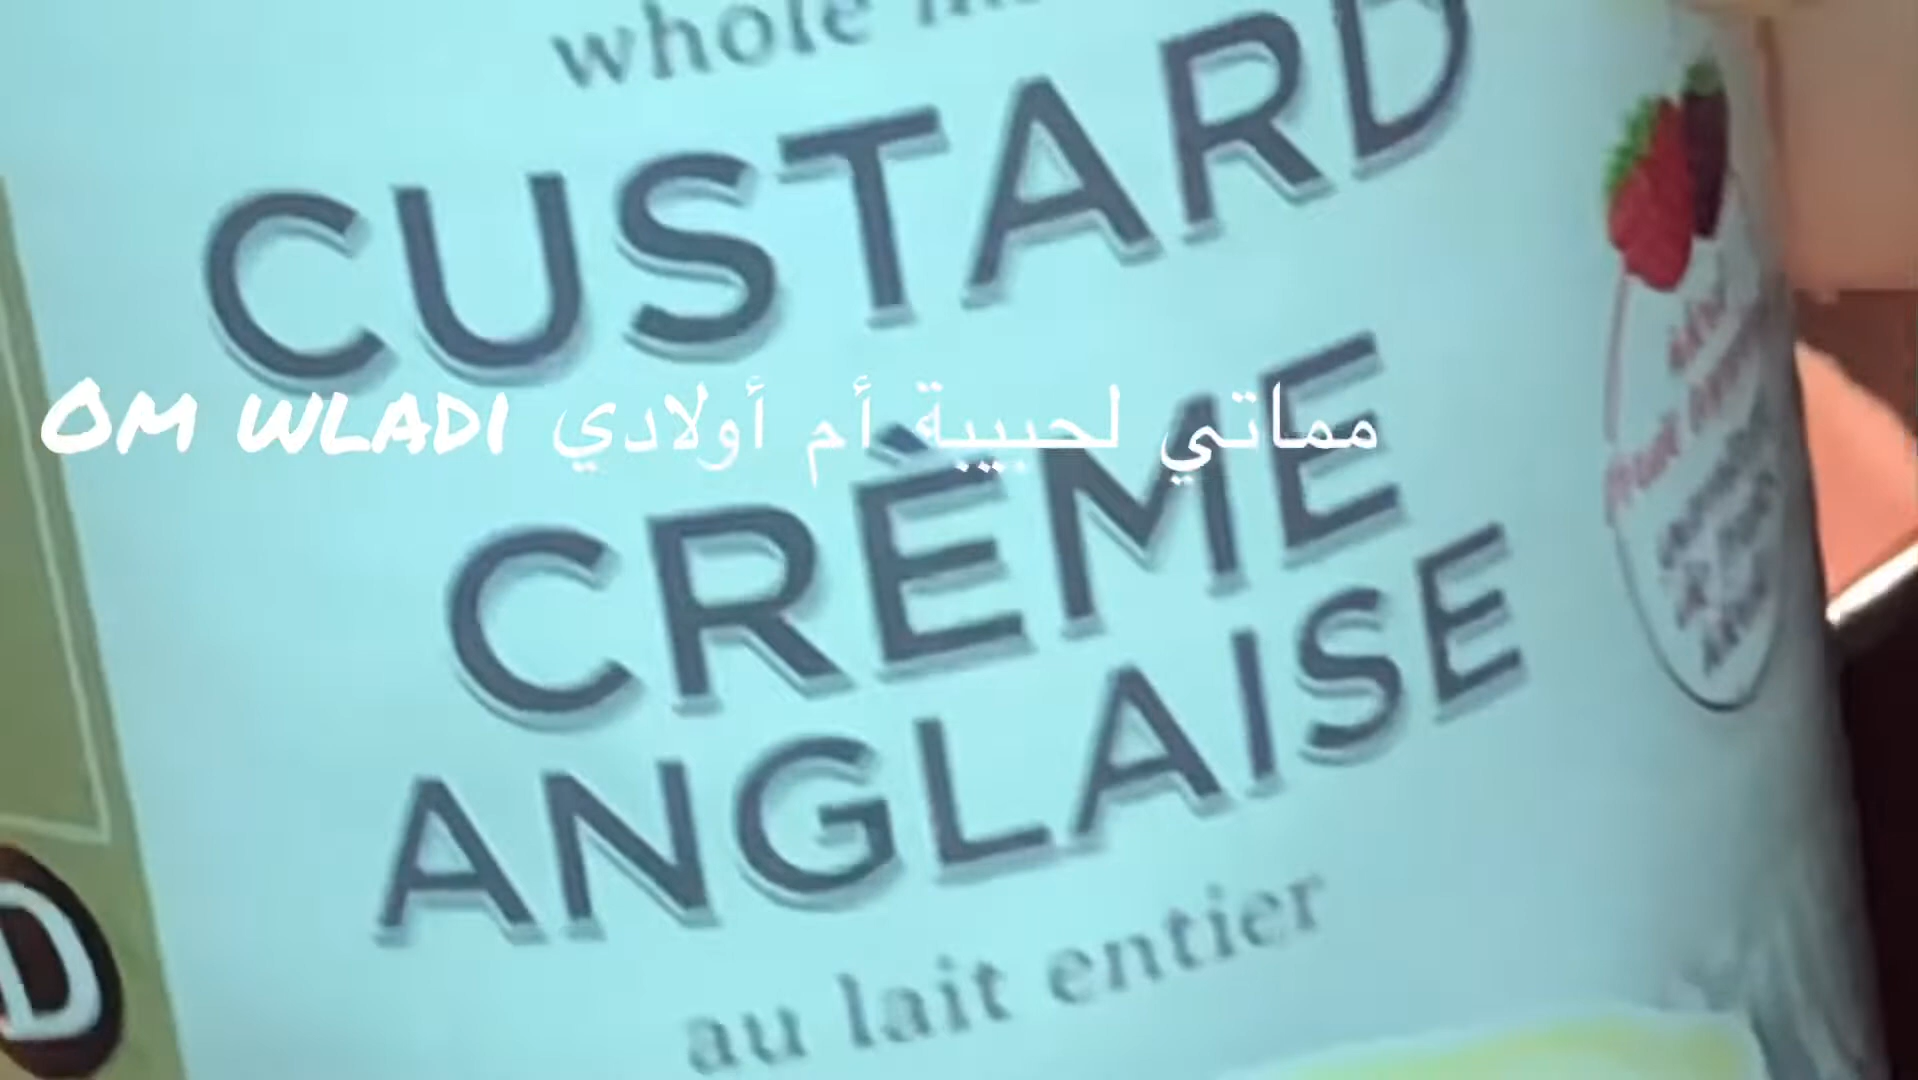 whole
CUSTARD
Om wladi مماتي لحبيبة أم أولادي
CRÈME
ANGLAISE
au lait entier
D